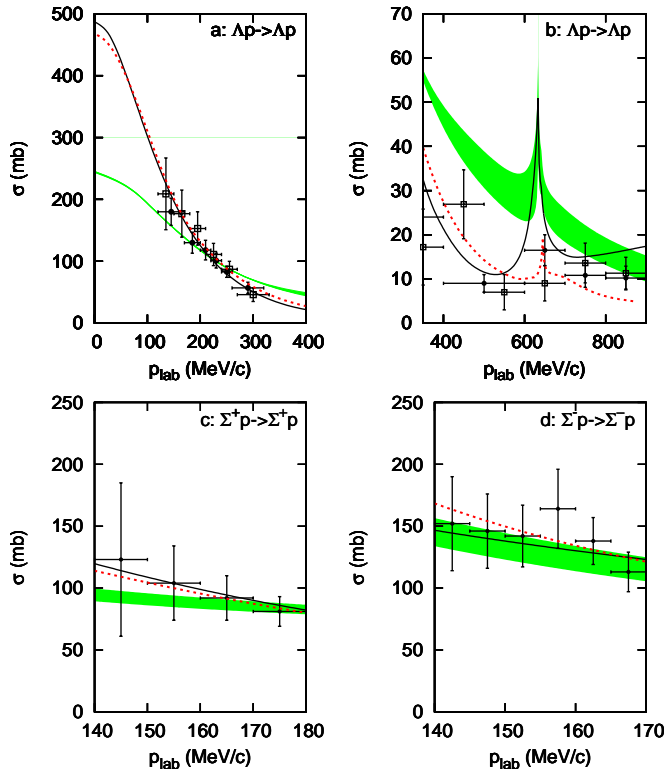 a: Λp->Λp
500
400
300
200
100
0
σ (mb)
0 100 200 300 400
p_lab (MeV/c)
b: Λp->Λp
70
60
50
40
30
20
10
0
σ (mb)
400 600 800
p_lab (MeV/c)
c: Σ⁺p->Σ⁺p
250
200
150
100
50
0
σ (mb)
140 150 160 170 180
p_lab (MeV/c)
d: Σ⁻p->Σ⁻p
250
200
150
100
50
0
σ (mb)
140 150 160 170
p_lab (MeV/c)